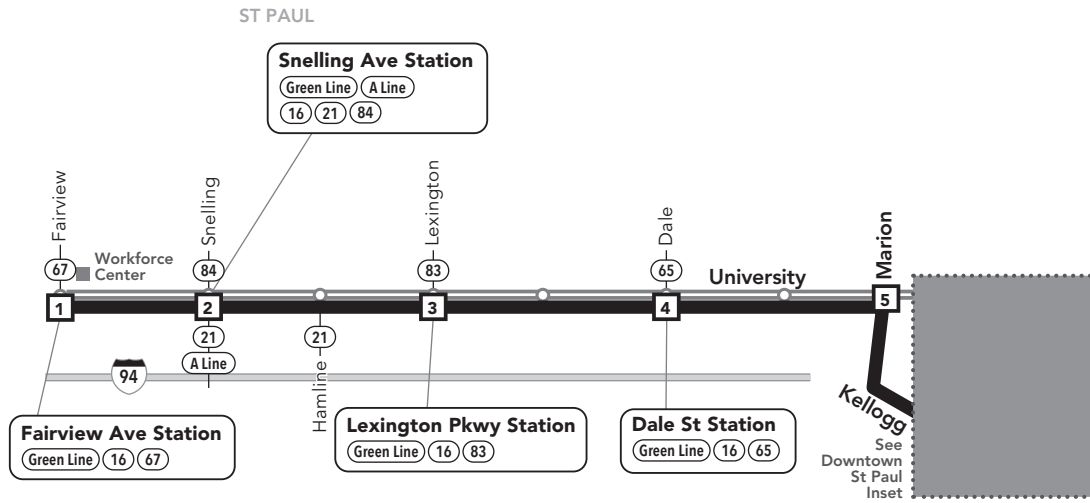 ST PAUL
Snelling Ave Station
Green Line A Line
16 21 84
Fairview
Snelling
Lexington
Dale
Marion
67
Workforce
Center
84
83
65
University
1
2
3
4
5
21
A Line
21
Hamline
94
Kellogg
Fairview Ave Station
Green Line 16 67
Lexington Pkwy Station
Green Line 16 83
Dale St Station
Green Line 16 65
See
Downtown
St Paul
Inset